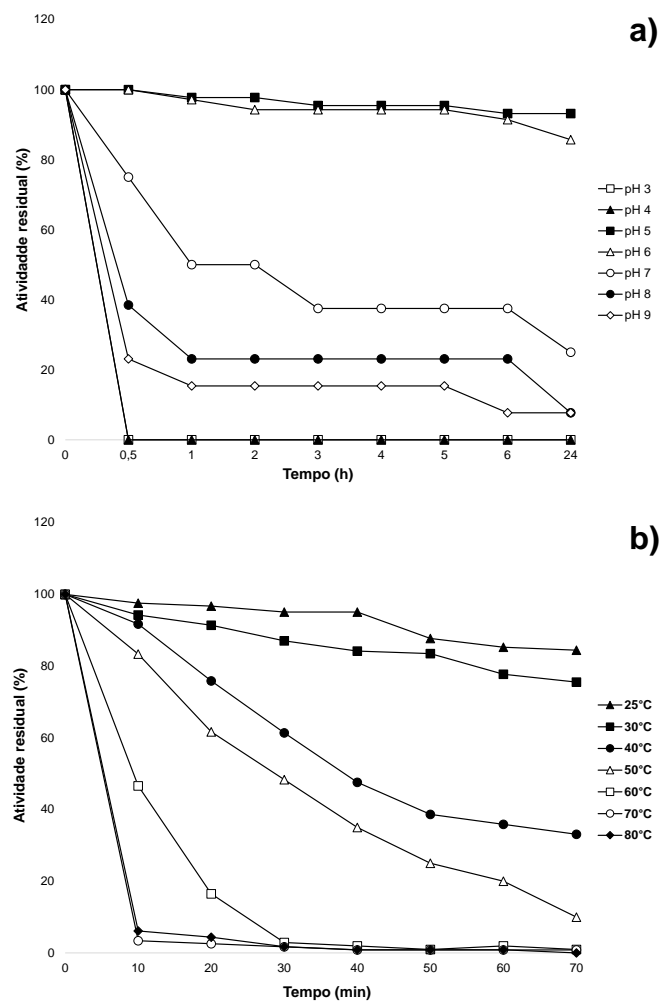 a)
120
100
80
60
40
20
0
Atividadde residual (%)
0 0,5 1 2 3 4 5 6 24
Tempo (h)
pH 3
pH 4
pH 5
pH 6
pH 7
pH 8
pH 9
b)
120
100
80
60
40
20
0
Atividade residual (%)
0 10 20 30 40 50 60 70
Tempo (min)
25°C
30°C
40°C
50°C
60°C
70°C
80°C